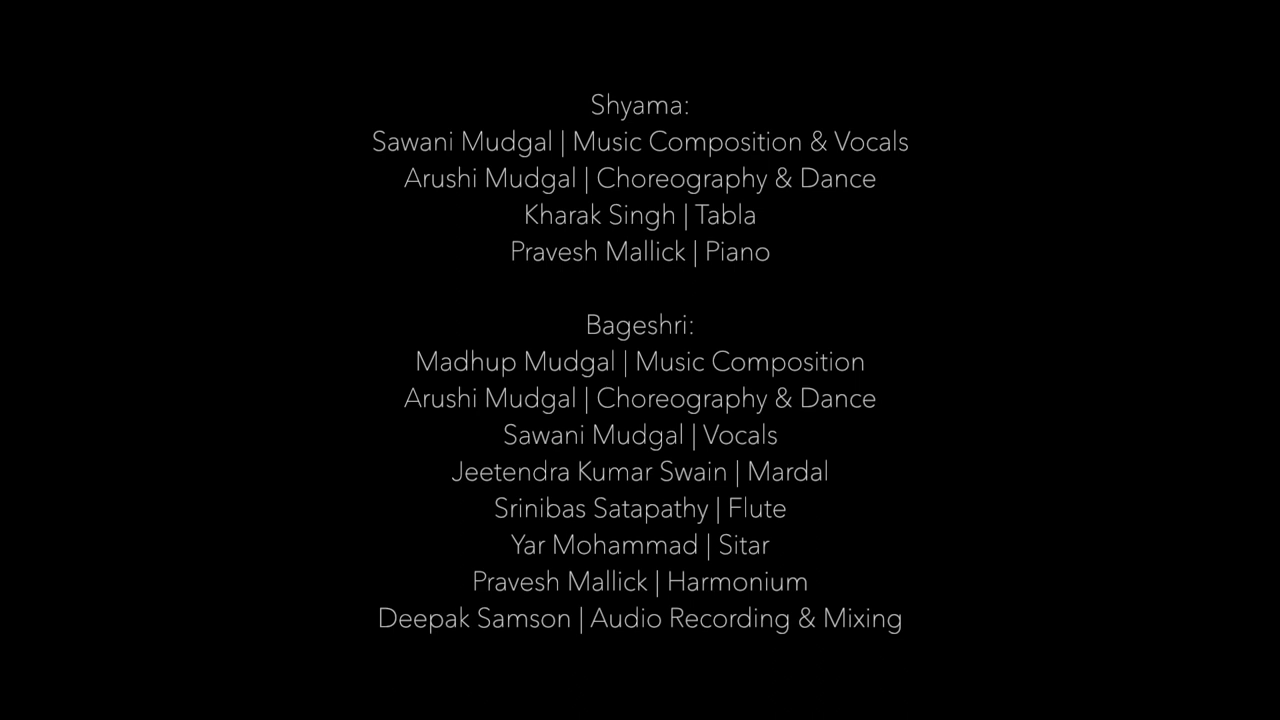 Shyama:
Sawani Mudgal | Music Composition & Vocals
Arushi Mudgal | Choreography & Dance
Kharak Singh | Tabla
Pravesh Mallick | Piano
Bageshri:
Madhup Mudgal | Music Composition
Arushi Mudgal | Choreography & Dance
Sawani Mudgal | Vocals
Jeetendra Kumar Swain | Mardal
Srinibas Satapathy | Flute
Yar Mohammad | Sitar
Pravesh Mallick | Harmonium
Deepak Samson | Audio Recording & Mixing